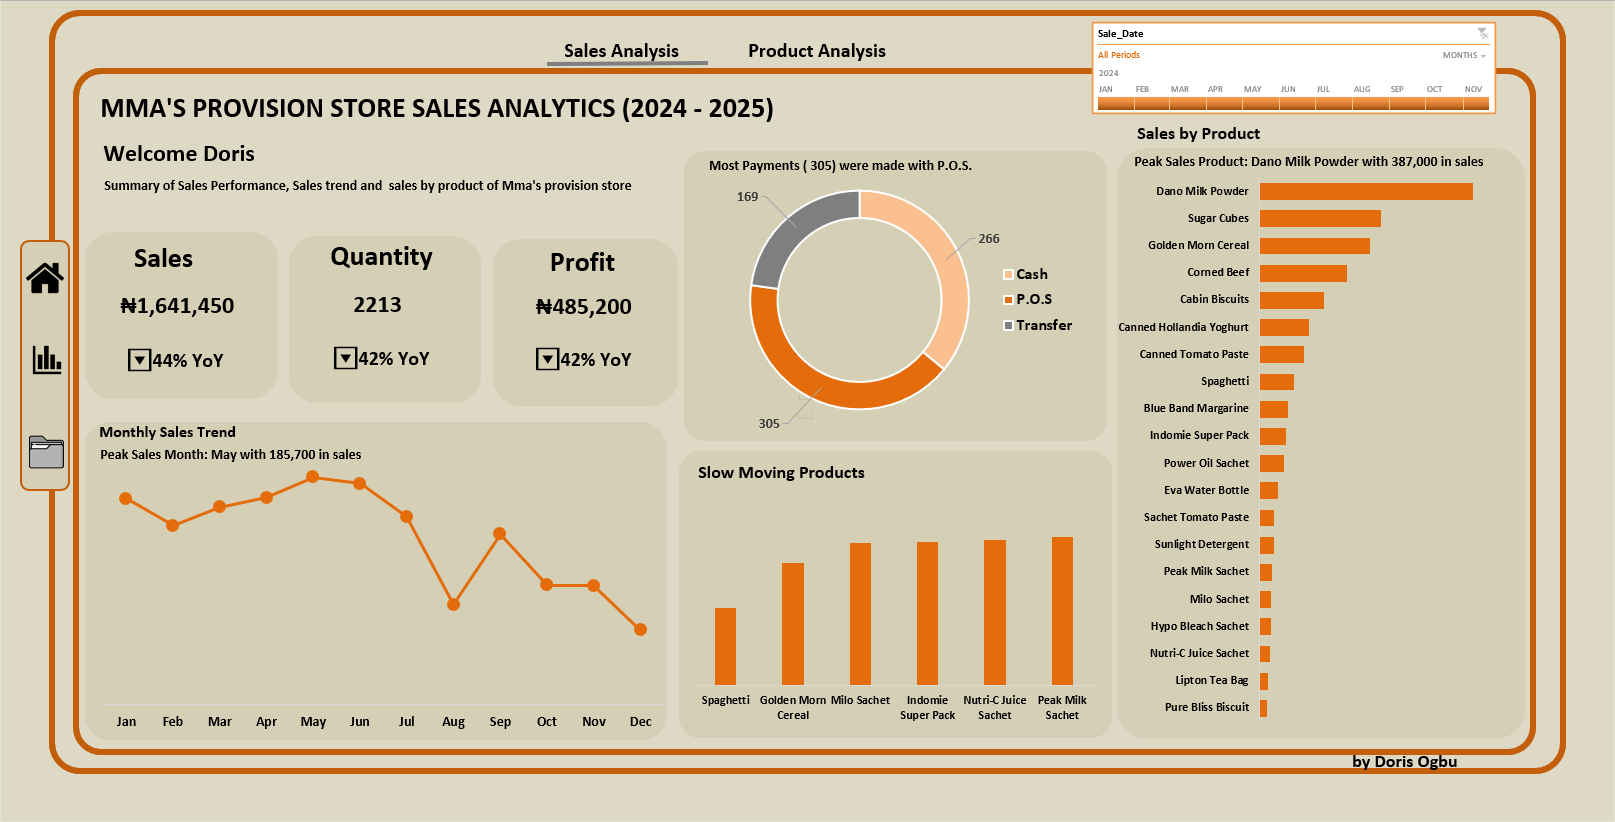 Sales Analysis
Product Analysis
Sale_Date
All Periods
MONTHS
2024
JAN FEB MAR APR MAY JUN JUL AUG SEP OCT NOV
MMA'S PROVISION STORE SALES ANALYTICS (2024 - 2025)
Welcome Doris
Summary of Sales Performance, Sales trend and sales by product of Mma's provision store
Sales
₦1,641,450
44% YoY
Quantity
2213
42% YoY
Profit
₦485,200
42% YoY
Most Payments ( 305) were made with P.O.S.
169
266
305
Cash
P.O.S
Transfer
Monthly Sales Trend
Peak Sales Month: May with 185,700 in sales
Jan Feb Mar Apr May Jun Jul Aug Sep Oct Nov Dec
Slow Moving Products
Spaghetti
Golden Morn
Cereal
Milo Sachet
Indomie
Super Pack
Nutri-C Juice
Sachet
Peak Milk
Sachet
Sales by Product
Peak Sales Product: Dano Milk Powder with 387,000 in sales
Dano Milk Powder
Sugar Cubes
Golden Morn Cereal
Corned Beef
Cabin Biscuits
Canned Hollandia Yoghurt
Canned Tomato Paste
Spaghetti
Blue Band Margarine
Indomie Super Pack
Power Oil Sachet
Eva Water Bottle
Sachet Tomato Paste
Sunlight Detergent
Peak Milk Sachet
Milo Sachet
Hypo Bleach Sachet
Nutri-C Juice Sachet
Lipton Tea Bag
Pure Bliss Biscuit
by Doris Ogbu